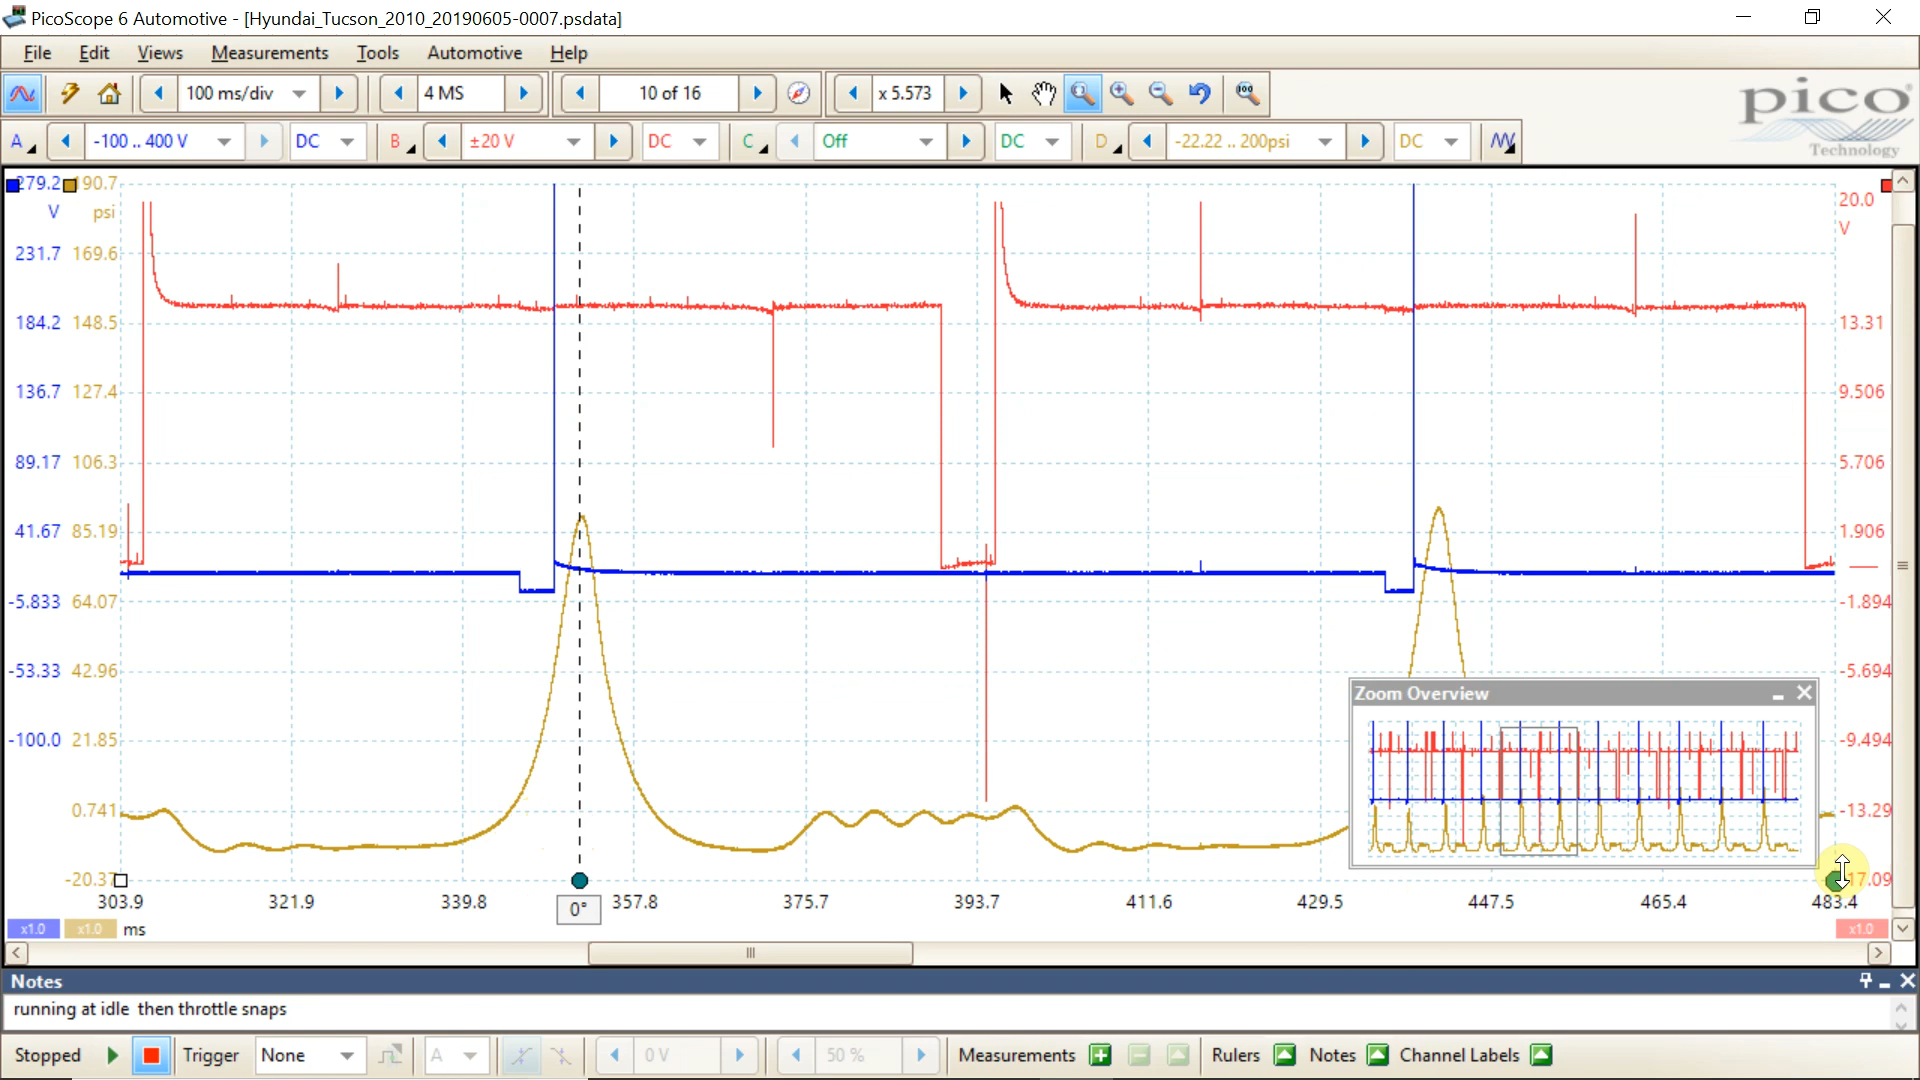 PicoScope 6 Automotive - [Hyundai_Tucson_2010_20190605-0007.psdata]
File Edit Views Measurements Tools Automotive Help
100 ms/div 4 MS 10 of 16 x 5.573 100
pico
Technology
A -100 .. 400 V DC B ±20 V DC C Off DC D -22.22 .. 200psi DC
279.2 190.7 20.0
V psi V
231.7 169.6
184.2 148.5 13.31
136.7 127.4 9.506
89.17 106.3 5.706
41.67 85.19 1.906
-5.833 64.07 -1.894
-53.33 42.96 -5.694
Zoom Overview
-100.0 21.85 -9.494
0.741 -13.29
-20.37 -17.09
303.9 321.9 339.8 0° 357.8 375.7 393.7 411.6 429.5 447.5 465.4 483.4
x1.0 x1.0 ms x1.0
Notes
running at idle then throttle snaps
Stopped Trigger None A 0 V 50 % Measurements Rulers Notes Channel Labels